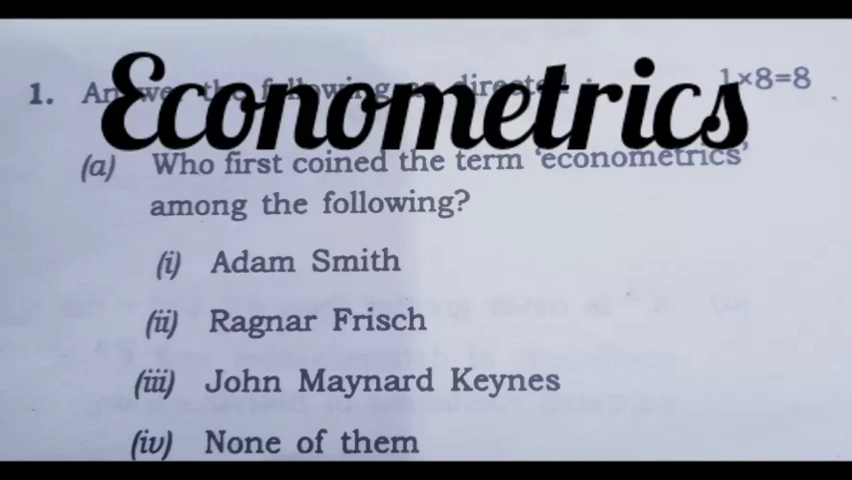 Econometrics
1. Answer the following as directed : 1×8=8
(a) Who first coined the term ‘econometrics’
among the following?
(i) Adam Smith
(ii) Ragnar Frisch
(iii) John Maynard Keynes
(iv) None of them